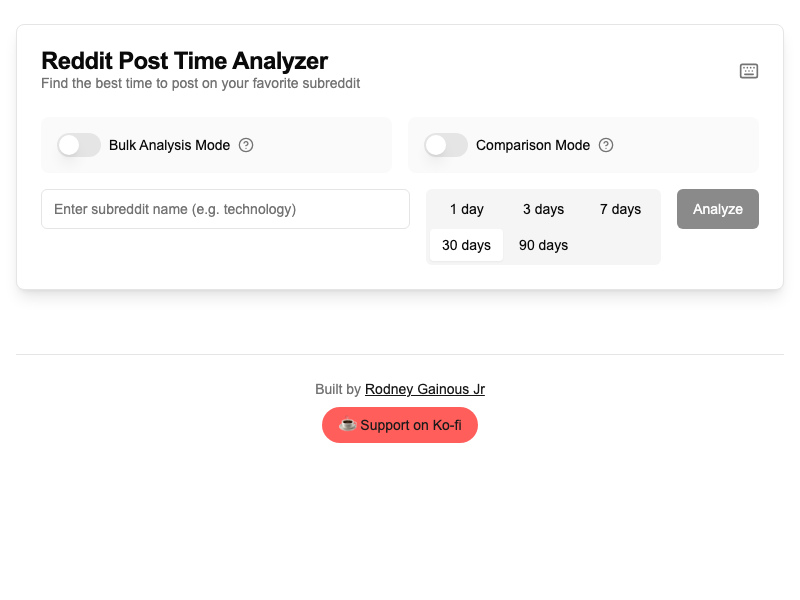 Reddit Post Time Analyzer
Find the best time to post on your favorite subreddit
Bulk Analysis Mode
Comparison Mode
Enter subreddit name (e.g. technology)
1 day
3 days
7 days
30 days
90 days
Analyze
Built by Rodney Gainous Jr
☕ Support on Ko-fi